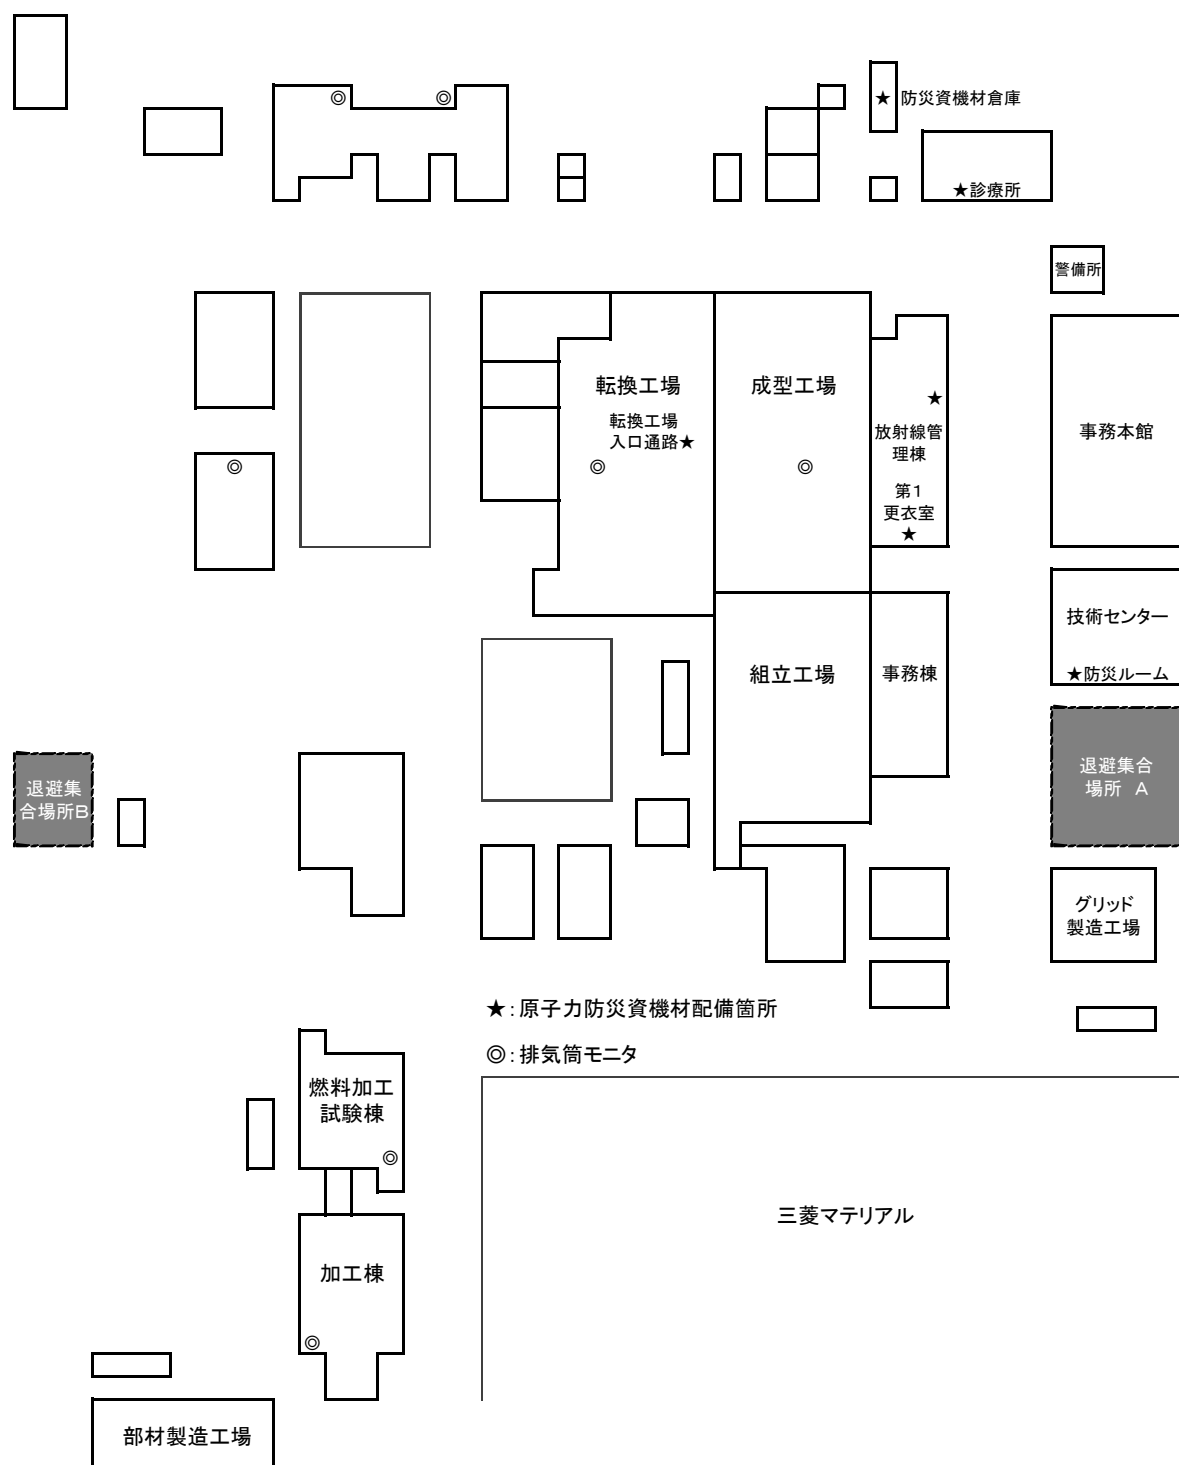 ◎
◎
★ 防災資機材倉庫
★診療所
警備所
転換工場
転換工場
入口通路★
◎
成型工場
◎
★
放射線管
理棟
第1
更衣室
★
事務本館
◎
技術センター
★防災ルーム
組立工場
事務棟
退避集
合場所B
退避集合
場所 A
グリッド
製造工場
★:原子力防災資機材配備箇所
◎:排気筒モニタ
燃料加工
試験棟
◎
三菱マテリアル
加工棟
◎
部材製造工場